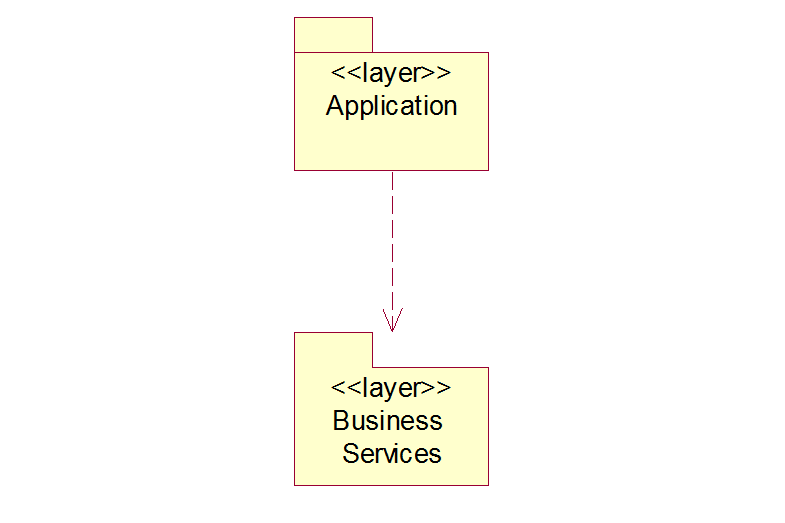 <<layer>>
Application
<<layer>>
Business
Services